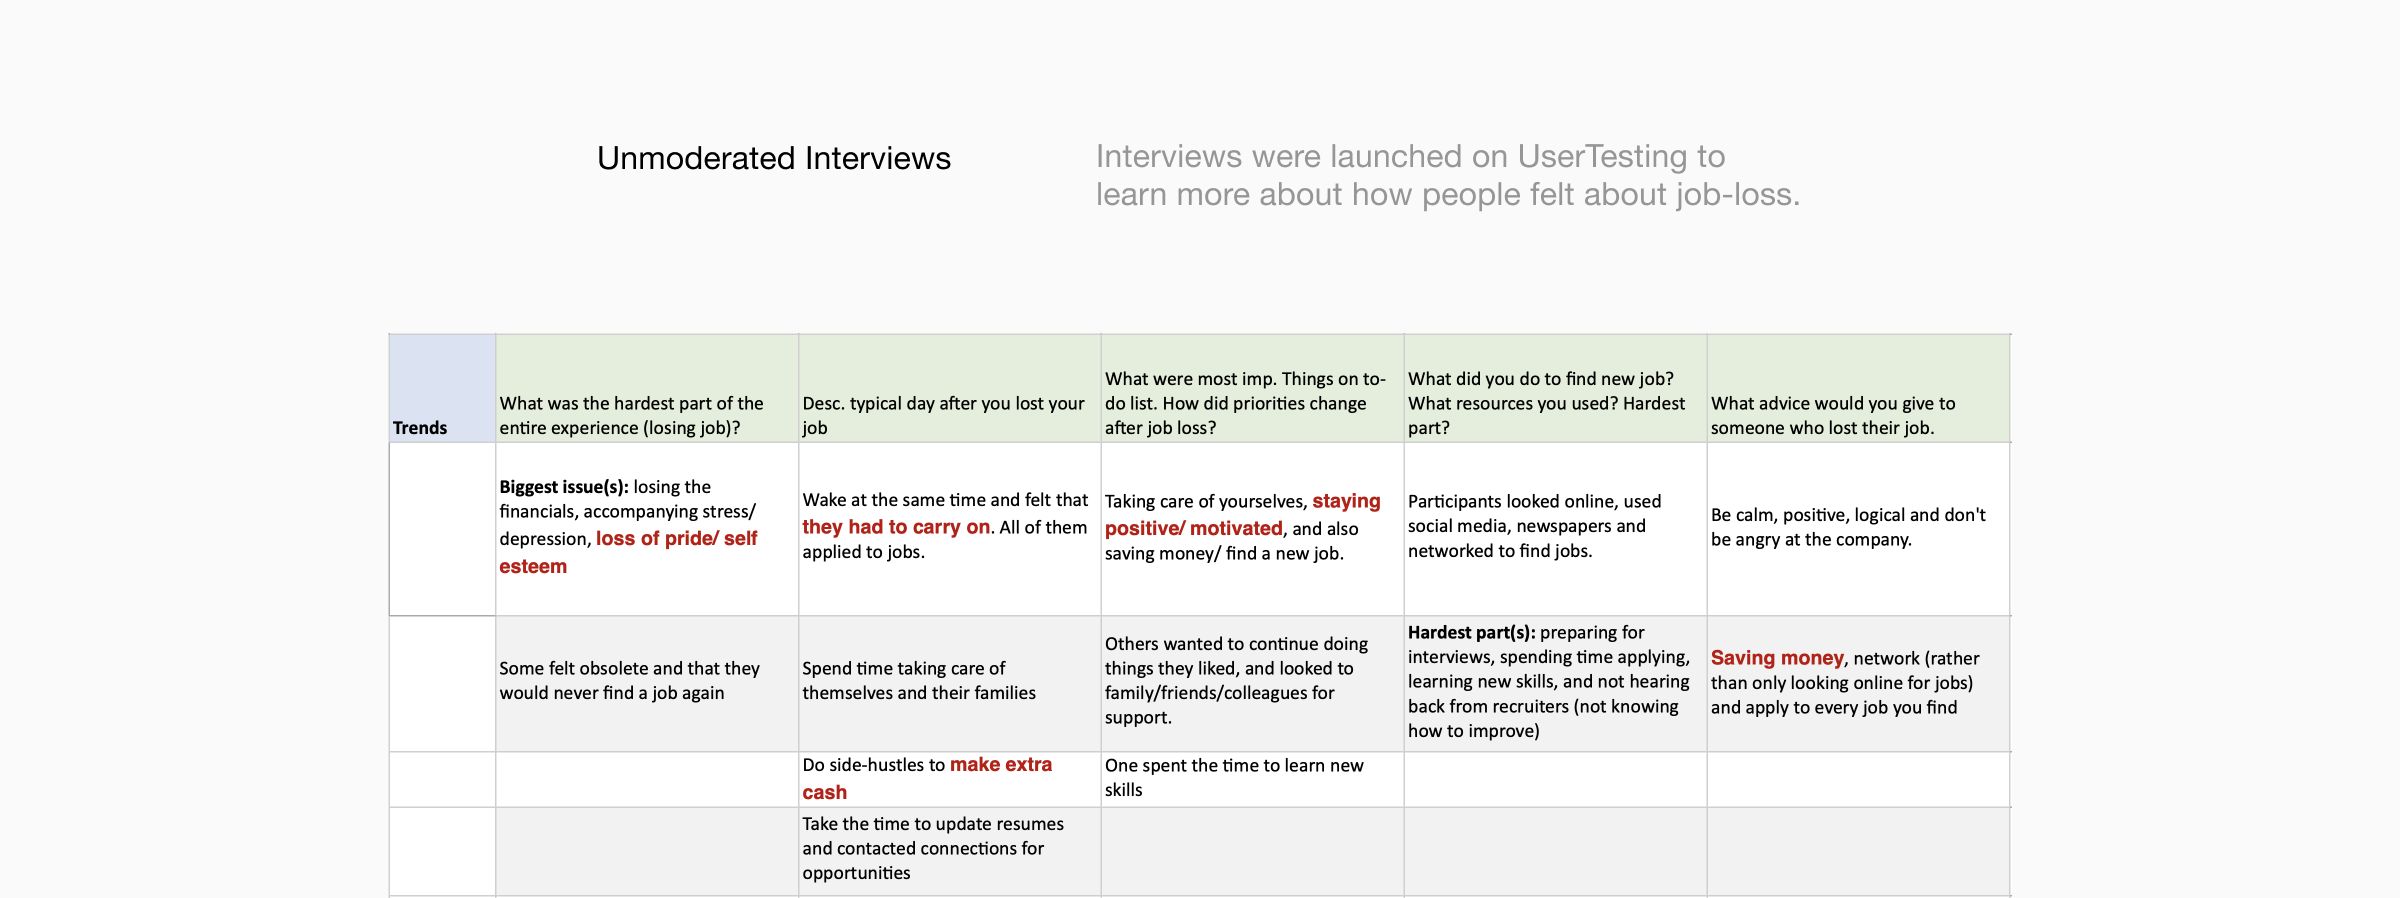 Unmoderated Interviews
Interviews were launched on UserTesting to
learn more about how people felt about job-loss.
Trends
What was the hardest part of the
entire experience (losing job)?
Desc. typical day after you lost your
job
What were most imp. Things on to-
do list. How did priorities change
after job loss?
What did you do to find new job?
What resources you used? Hardest
part?
What advice would you give to
someone who lost their job.
Biggest issue(s): losing the
financials, accompanying stress/
depression, loss of pride/ self
esteem
Wake at the same time and felt that
they had to carry on. All of them
applied to jobs.
Taking care of yourselves, staying
positive/ motivated, and also
saving money/ find a new job.
Participants looked online, used
social media, newspapers and
networked to find jobs.
Be calm, positive, logical and don't
be angry at the company.
Some felt obsolete and that they
would never find a job again
Spend time taking care of
themselves and their families
Others wanted to continue doing
things they liked, and looked to
family/friends/colleagues for
support.
Hardest part(s): preparing for
interviews, spending time applying,
learning new skills, and not hearing
back from recruiters (not knowing
how to improve)
Saving money, network (rather
than only looking online for jobs)
and apply to every job you find
Do side-hustles to make extra
cash
One spent the time to learn new
skills
Take the time to update resumes
and contacted connections for
opportunities